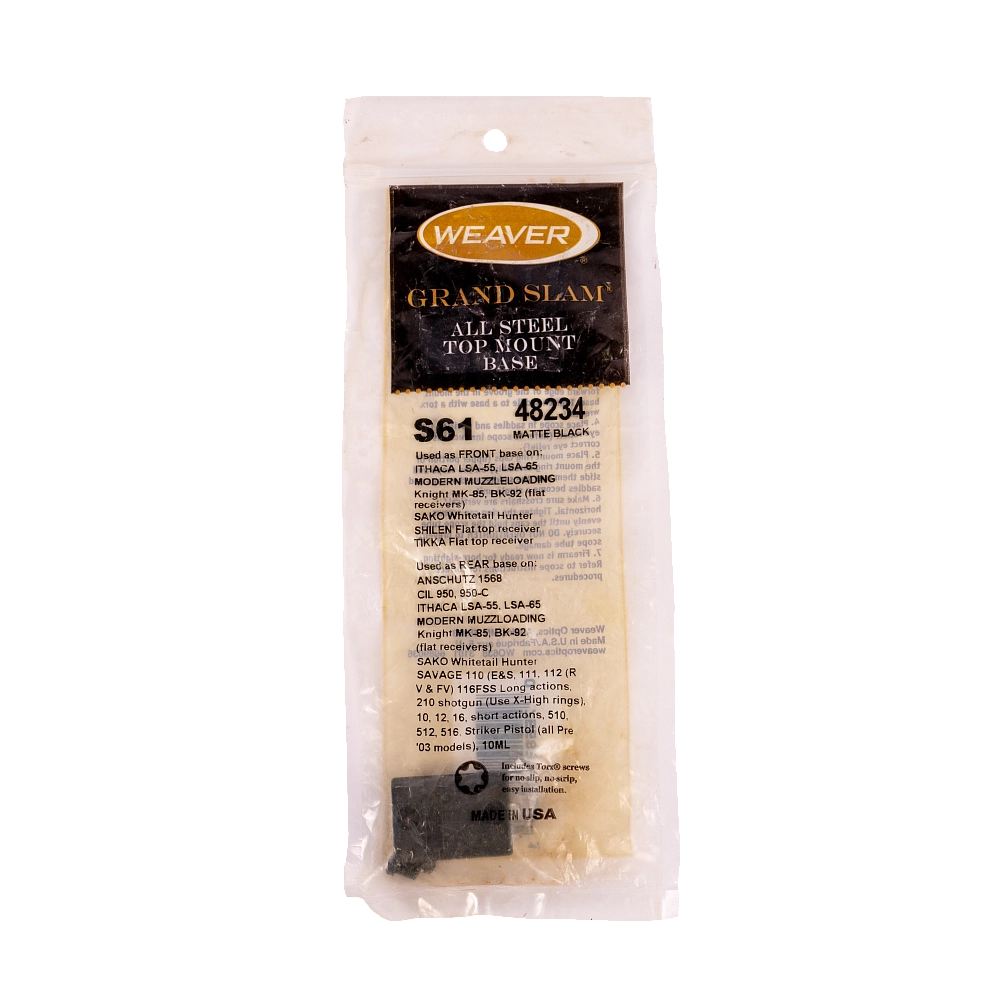 WEAVER®
GRAND SLAM™
ALL STEEL
TOP MOUNT
BASE
S61
48234
MATTE BLACK
Used as FRONT base on:
ITHACA LSA-55, LSA-65
MODERN MUZZLELOADING
Knight MK-85, BK-92 (flat
receivers)
SAKO Whitetail Hunter
SHILEN Flat top receiver
TIKKA Flat top receiver
Used as REAR base on:
ANSCHUTZ 1568
CIL 950, 950-C
ITHACA LSA-55, LSA-65
MODERN MUZZLOADING
Knight MK-85, BK-92
(flat receivers)
SAKO Whitetail Hunter
SAVAGE 110 (E&S, 111, 112 (R
V & FV) 116FSS Long actions,
210 shotgun (Use X-High rings),
10, 12, 16, short actions, 510,
512, 516, Striker Pistol (all Pre
'03 models), 10ML
Includes Torx® screws
for no-slip, no-strip,
easy installation.
MADE IN USA